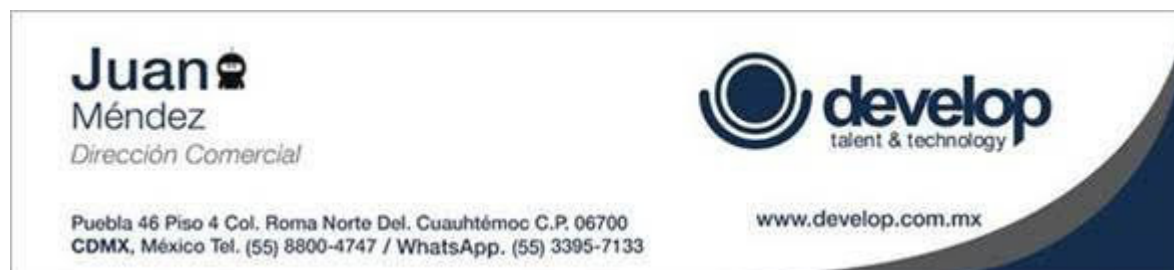 Juan
Méndez
Dirección Comercial
Puebla 46 Piso 4 Col. Roma Norte Del. Cuauhtémoc C.P. 06700
CDMX, México Tel. (55) 8800-4747 / WhatsApp. (55) 3395-7133
develop
talent & technology
www.develop.com.mx